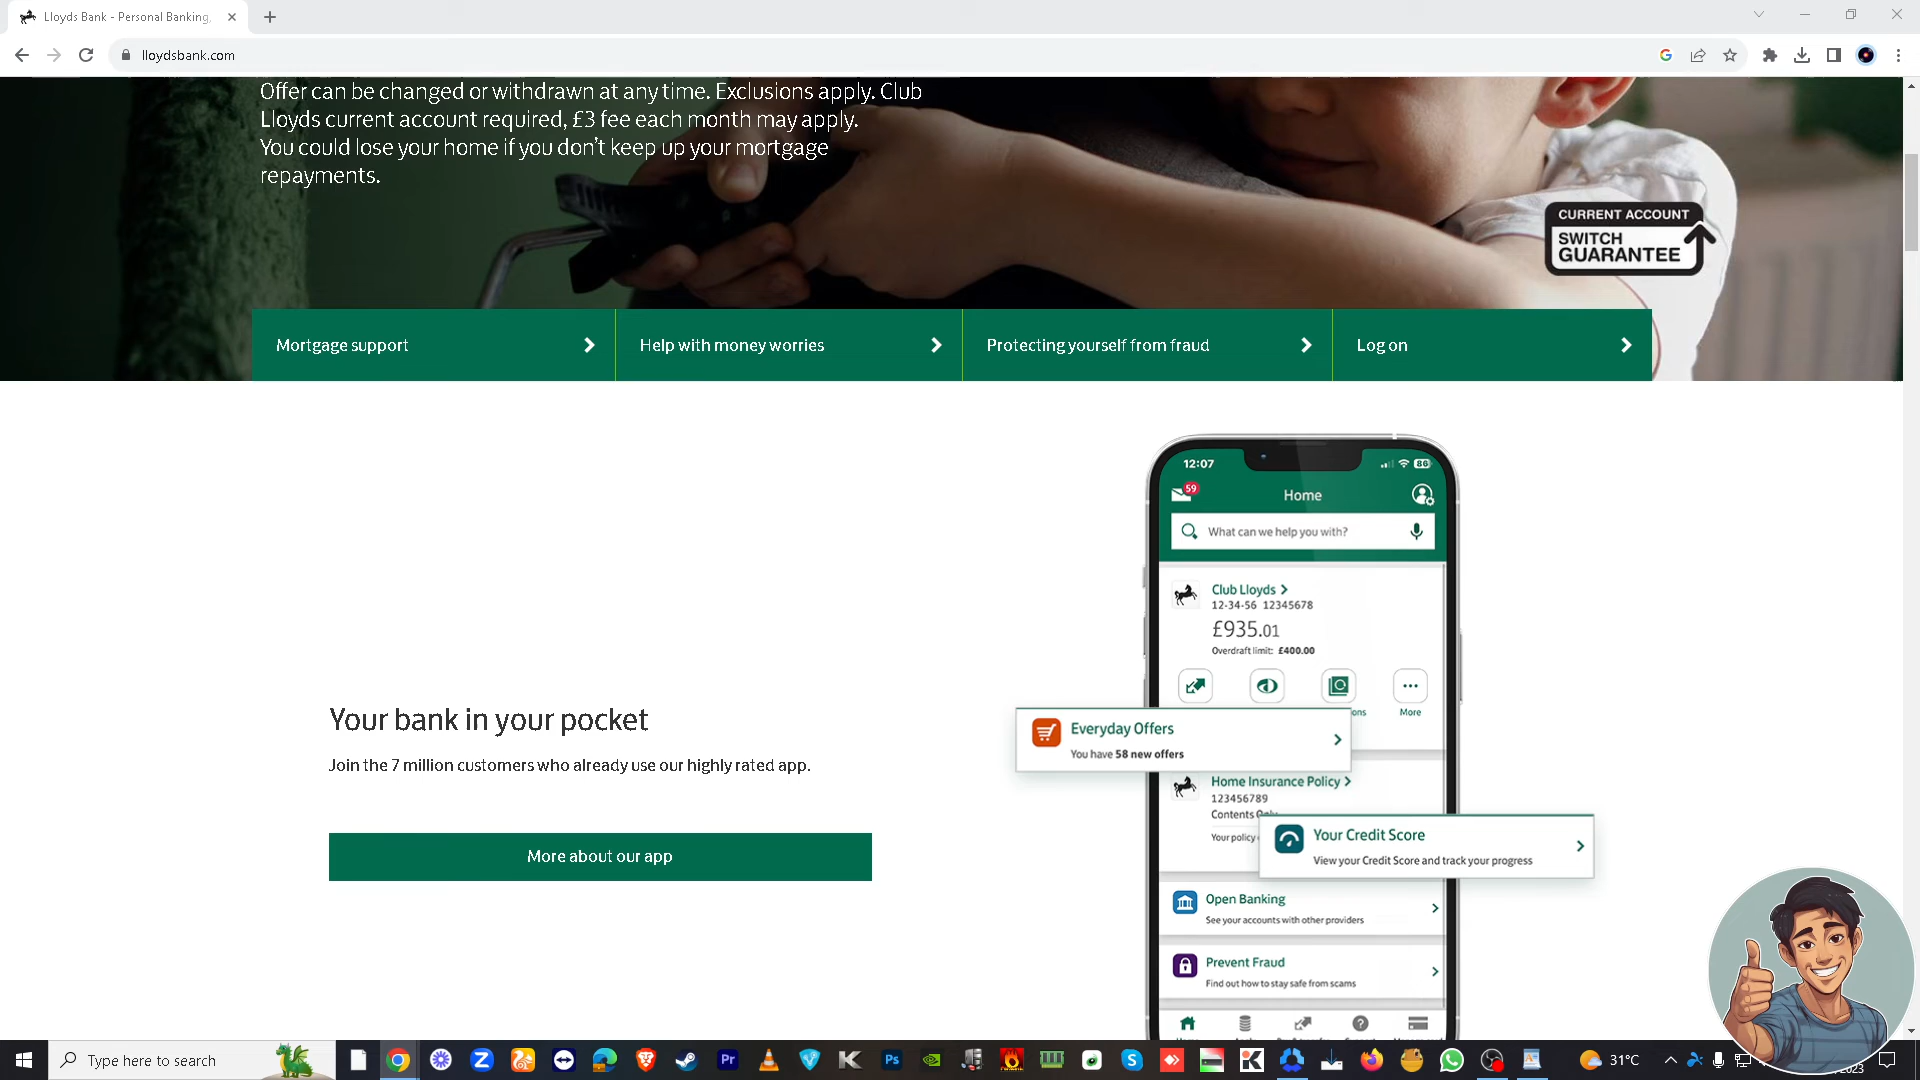 Lloyds Bank - Personal Banking,
lloydsbank.com
Offer can be changed or withdrawn at any time. Exclusions apply. Club
Lloyds current account required, £3 fee each month may apply.
You could lose your home if you don't keep up your mortgage
repayments.
CURRENT ACCOUNT
SWITCH
GUARANTEE
Mortgage support
Help with money worries
Protecting yourself from fraud
Log on
12:07
86
59
Home
What can we help you with?
Club Lloyds
12-34-56 12345678
£935.01
Overdraft limit: £400.00
More
Your bank in your pocket
Join the 7 million customers who already use our highly rated app.
More about our app
Everyday Offers
You have 58 new offers
Home Insurance Policy
123456789
Contents Only
Your policy
Your Credit Score
View your Credit Score and track your progress
Open Banking
See your accounts with other providers
Prevent Fraud
Find out how to stay safe from scams
Type here to search
31°C